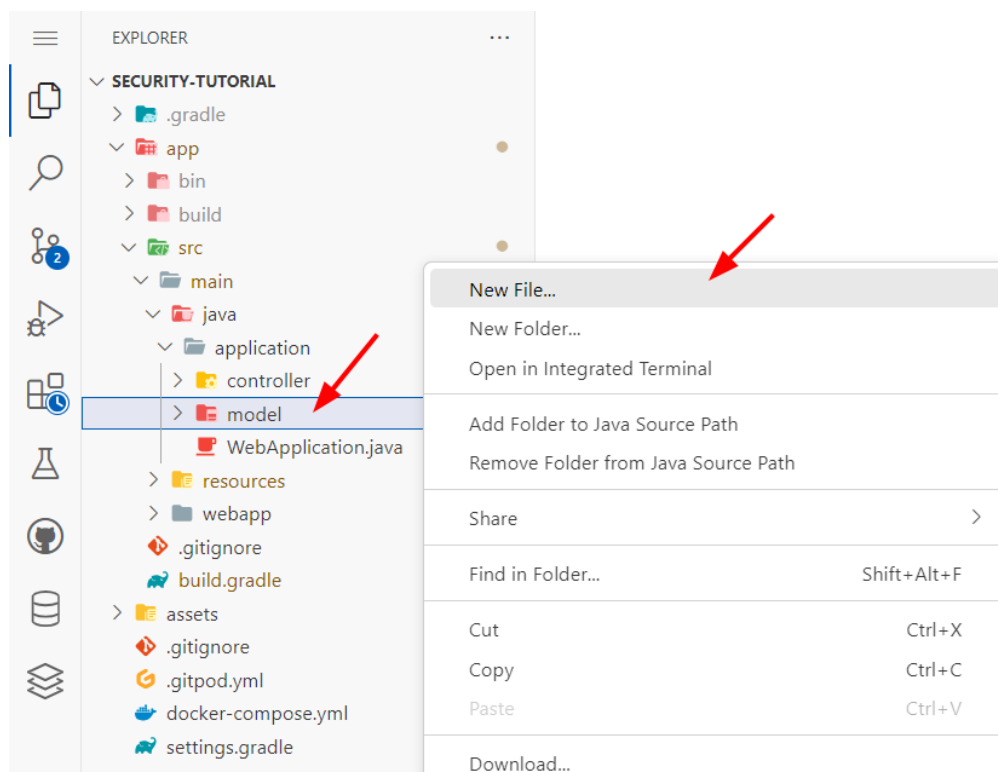 EXPLORER
SECURITY-TUTORIAL
.gradle
app
bin
build
src
2
main
java
application
controller
model
WebApplication.java
resources
webapp
.gitignore
build.gradle
assets
.gitignore
.gitpod.yml
docker-compose.yml
settings.gradle
New File...
New Folder...
Open in Integrated Terminal
Add Folder to Java Source Path
Remove Folder from Java Source Path
Share
Find in Folder... Shift+Alt+F
Cut Ctrl+X
Copy Ctrl+C
Paste Ctrl+V
Download...